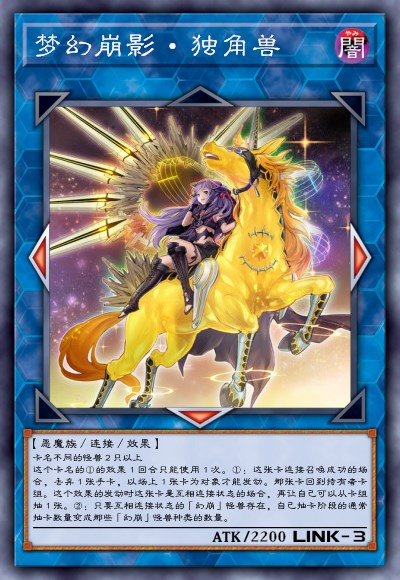 梦幻崩影·独角兽
やみ
闇
【恶魔族/连接/效果】
卡名不同的怪兽2只以上
这个卡名的①的效果1回合只能使用1次。①：这张卡连接召唤成功的场
合，丢弃1张手卡，以场上1张卡为对象才能发动。那张卡回到持有者卡
组。这个效果的发动时这张卡是互相连接状态的场合，再让自己可以从卡组
抽1张。②：只要互相连接状态的「幻崩」怪兽存在，自己抽卡阶段的通常
抽卡数量变成那些「幻崩」怪兽种类的数量。
ATK/2200 LINK-3